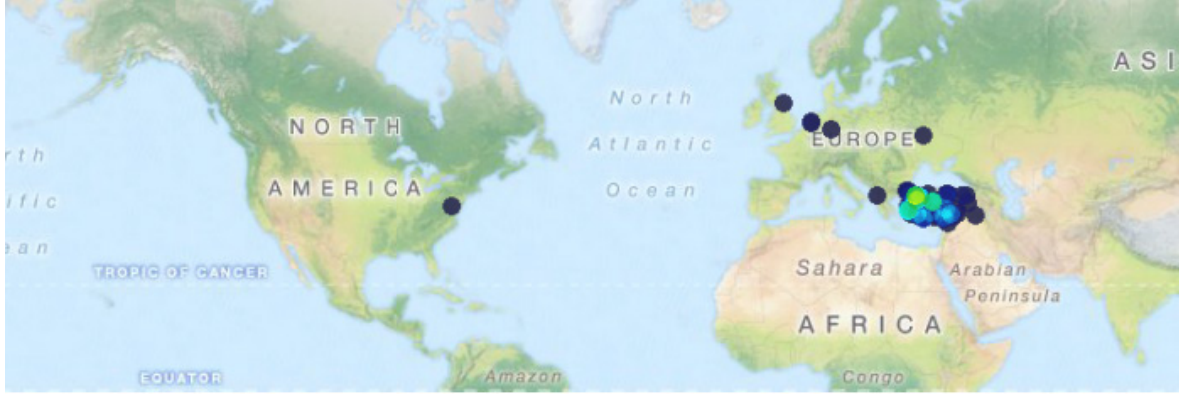 ASI
North
NORTH
EUROPE
Atlantic
rth
AMERICA
Ocean
ific
ean
Sahara
Arabian
TROPIC OF CANCER
Peninsula
AFRICA
EQUATOR
Amazon
Congo